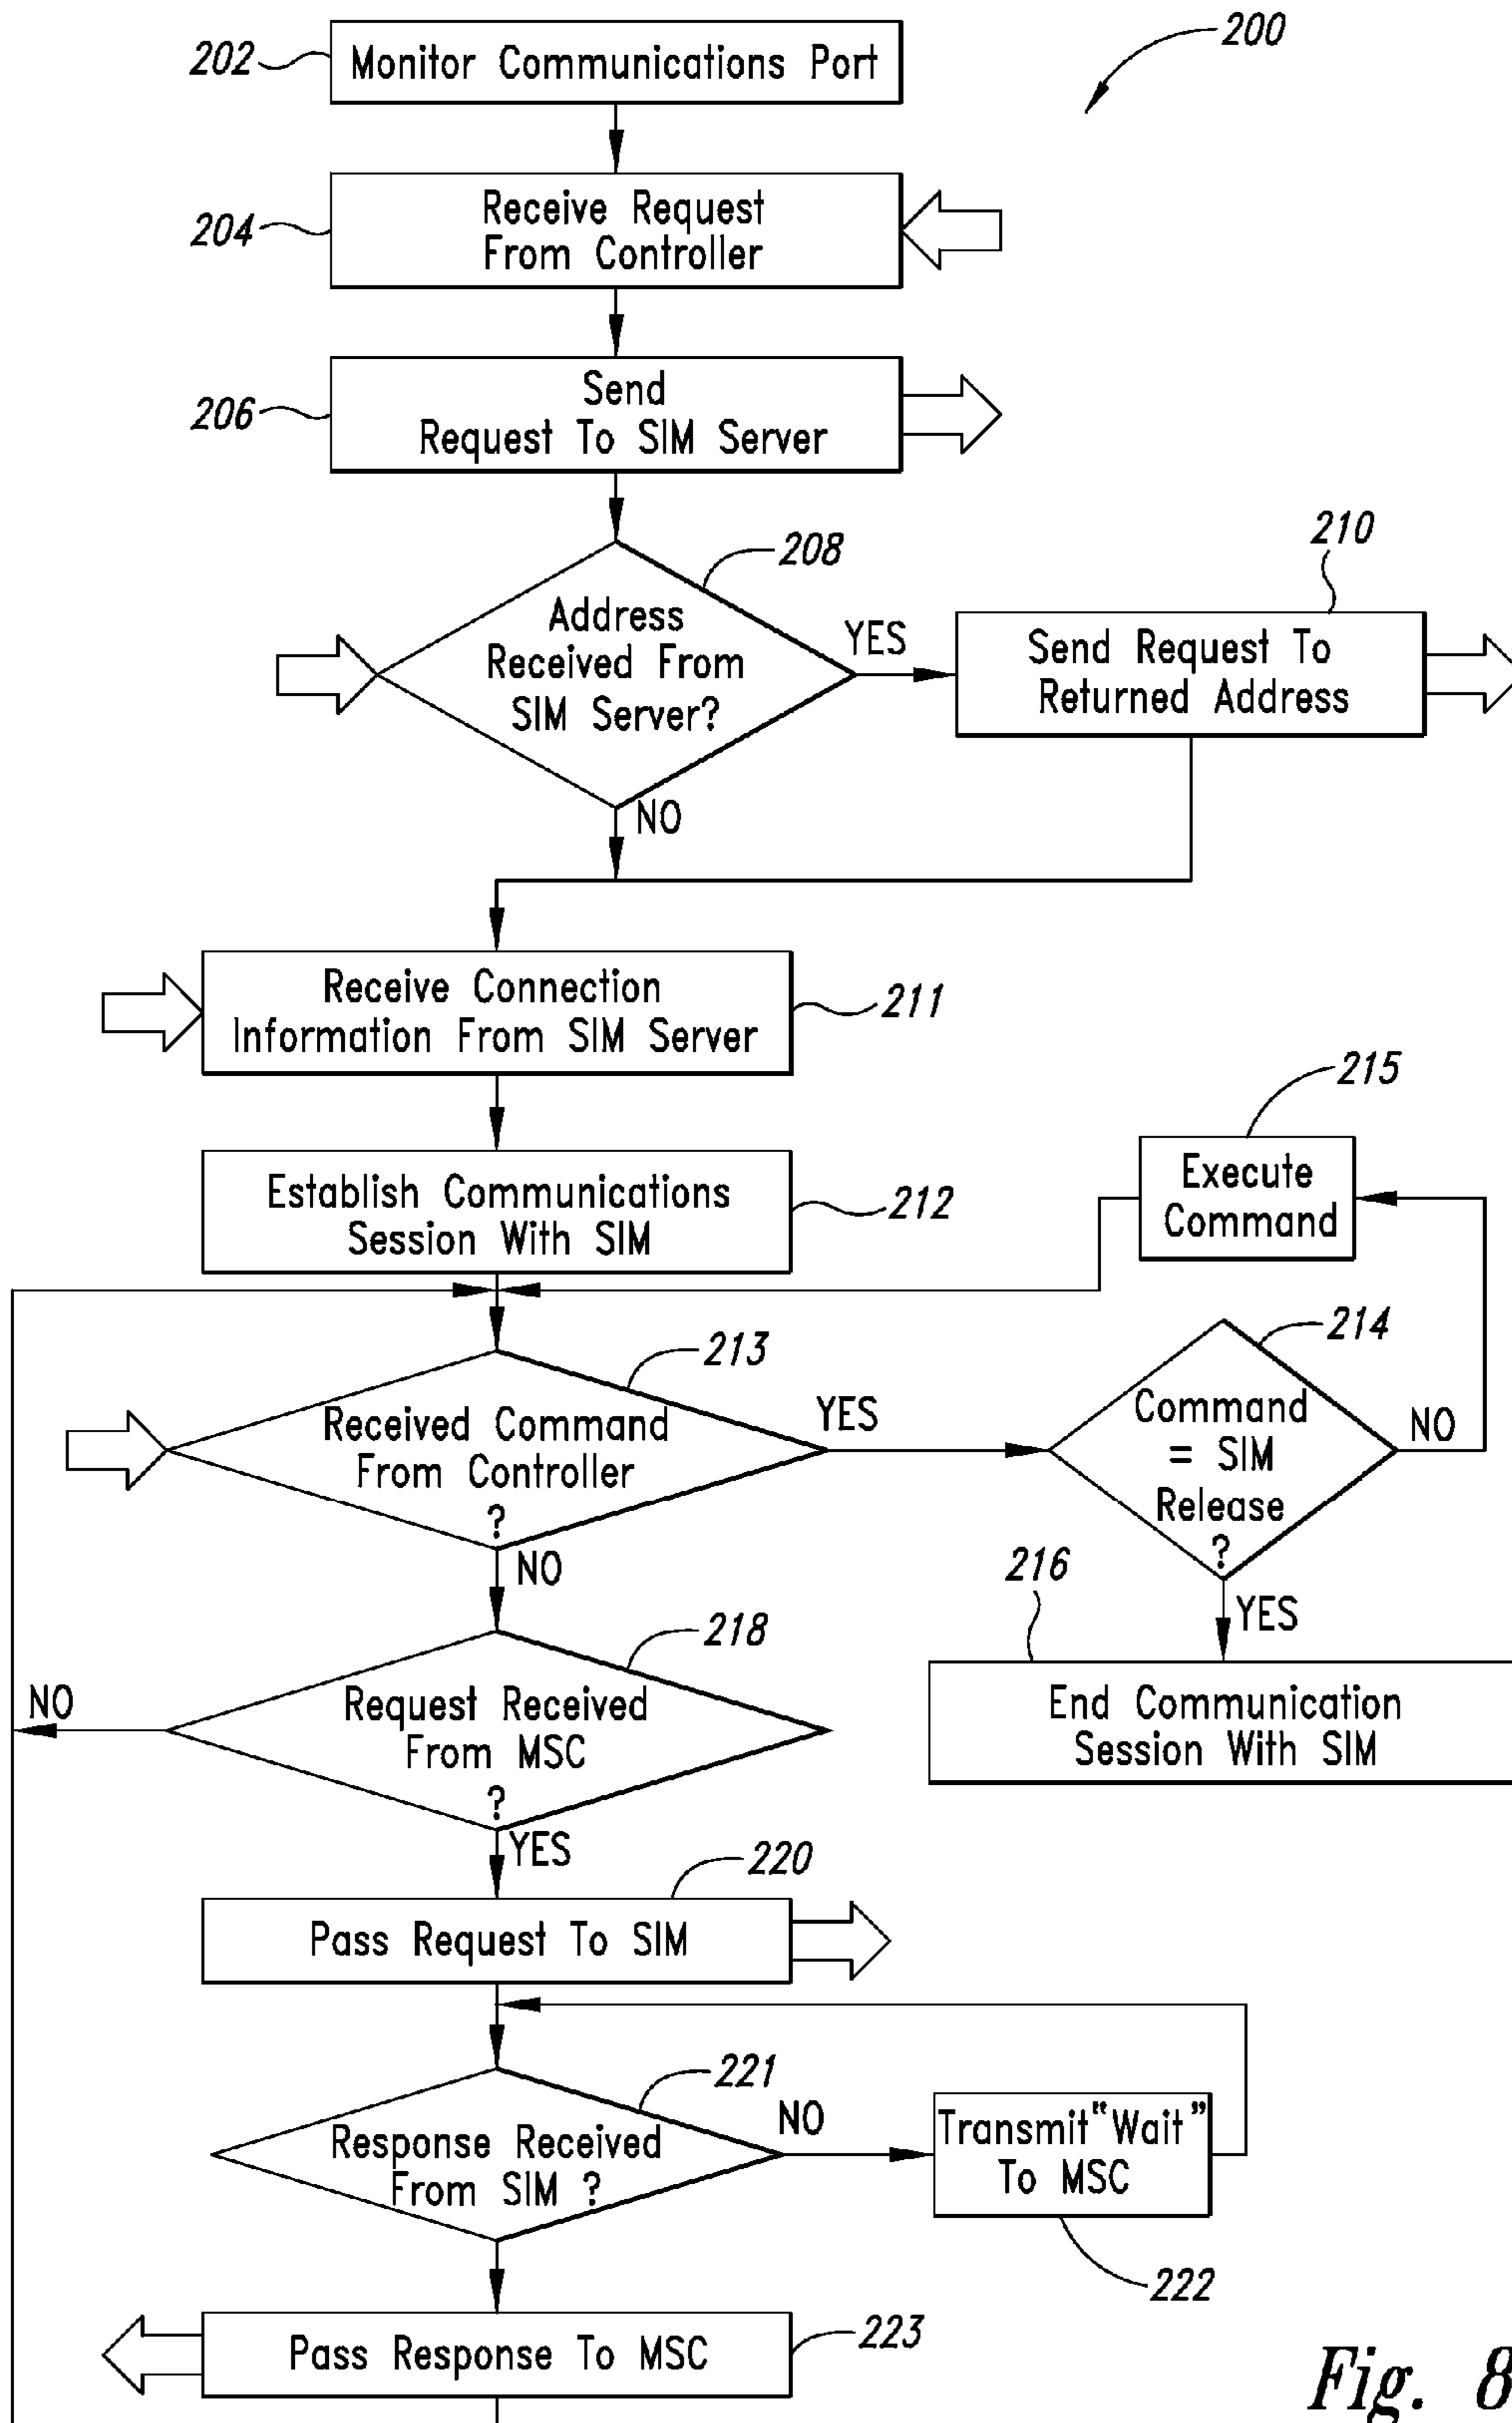 200
202
Monitor Communications Port
204
Receive Request
From Controller
206
Send
Request To SIM Server
208
Address
Received From
SIM Server?
YES
NO
210
Send Request To
Returned Address
Receive Connection
Information From SIM Server
211
Establish Communications
Session With SIM
212
215
Execute
Command
213
Received Command
From Controller
?
YES
NO
214
Command
= SIM
Release
?
NO
YES
216
End Communication
Session With SIM
218
Request Received
From MSC
?
NO
YES
220
Pass Request To SIM
221
Response Received
From SIM ?
NO
Transmit "Wait"
To MSC
222
Pass Response To MSC
223
Fig. 8